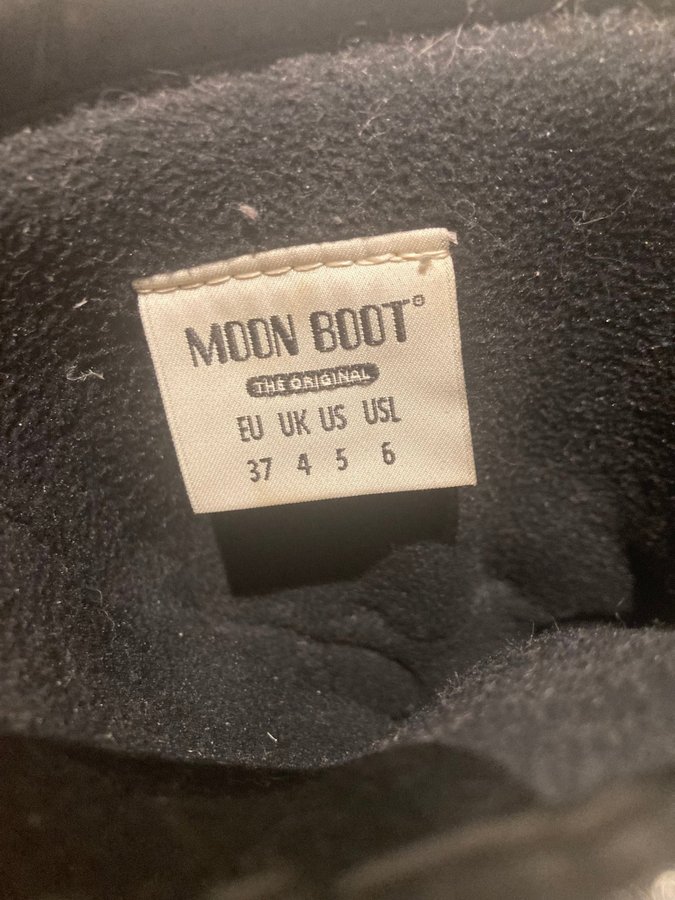 MOON BOOT®
THE ORIGINAL
EU UK US USL
37 4 5 6